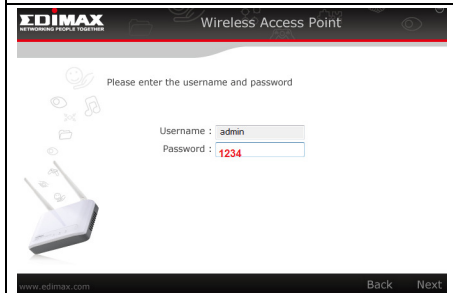 EDIMAX
NETWORKING PEOPLE TOGETHER
Wireless Access Point
Please enter the username and password
Username : admin
Password : 1234
www.edimax.com
Back Next